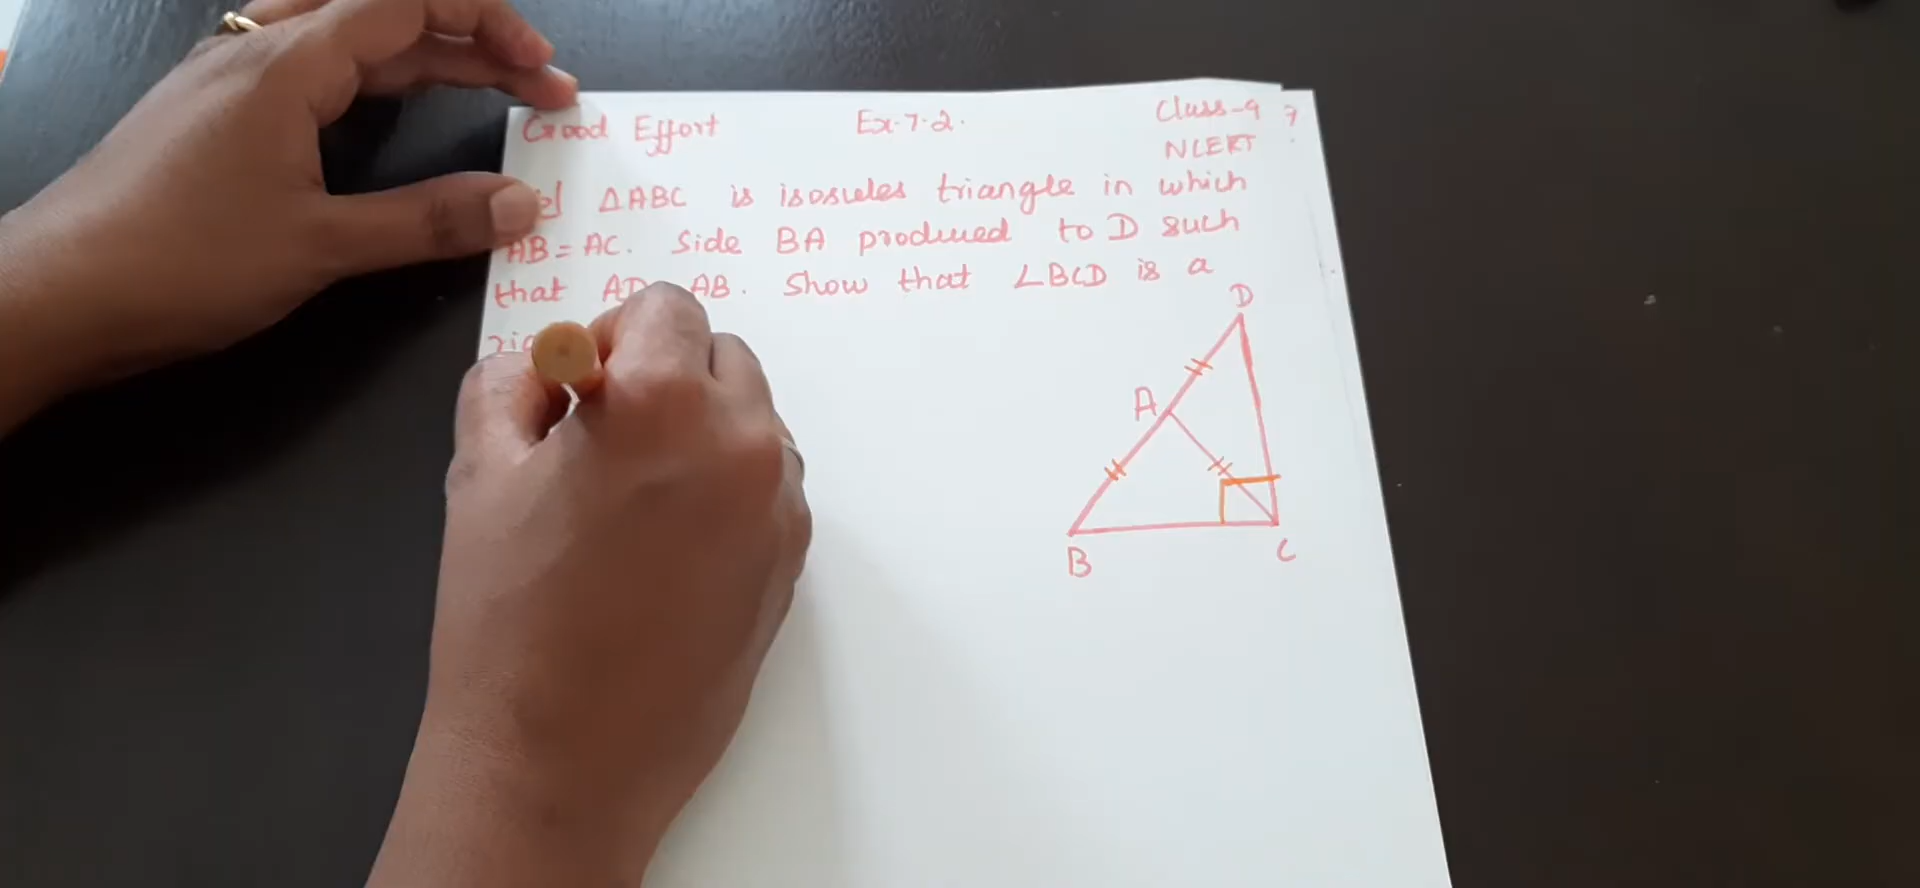 Good Effort Ex.7.2. Class-9 7
NCERT
ΔABC is isosceles triangle in which
AB = AC. Side BA produced to D such
that AD AB. Show that ∠BCD is a
D
A
B C